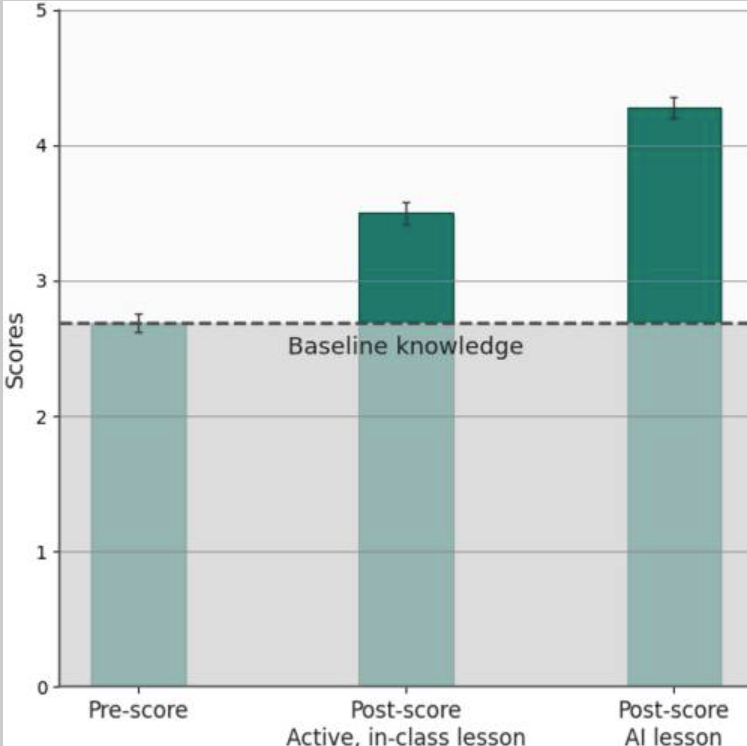 5
4
3
2
1
0
Scores
Baseline knowledge
Pre-score
Post-score
Active, in-class lesson
Post-score
AI lesson